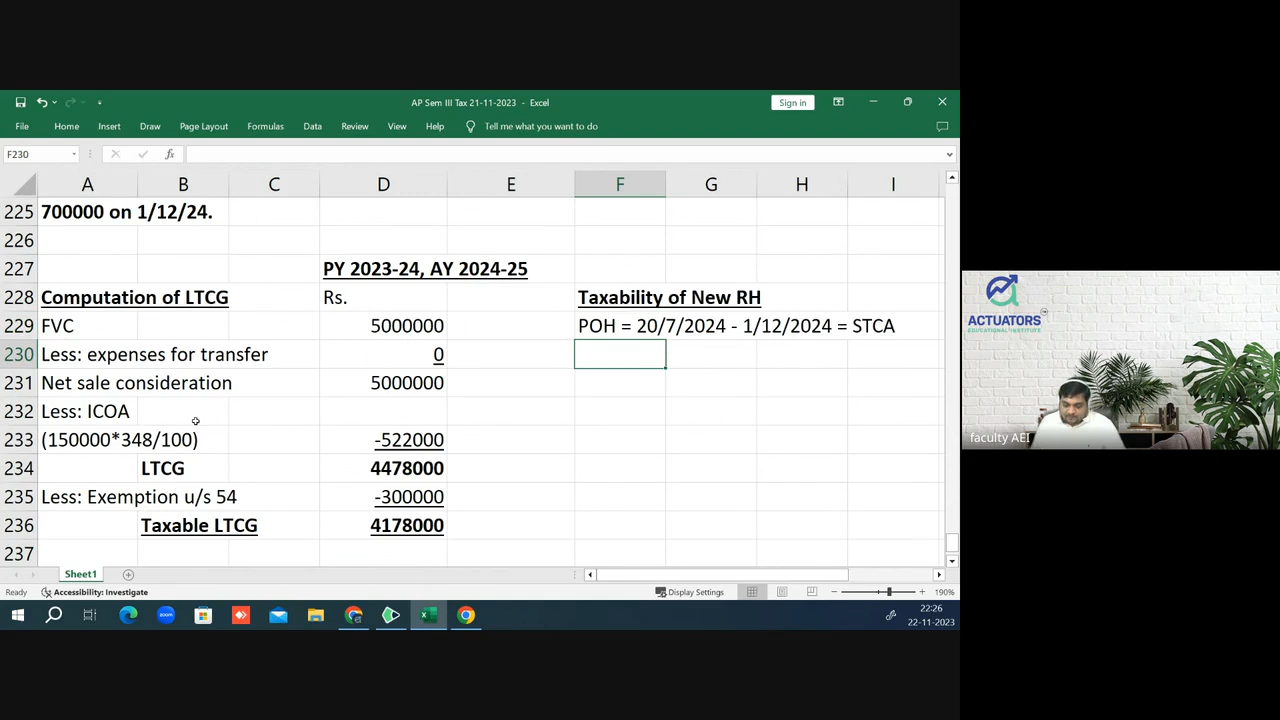 AP Sem III Tax 21-11-2023 - Excel
Sign in
File Home Insert Draw Page Layout Formulas Data Review View Help Tell me what you want to do
F230
fx
A B C D E F G H I
225 700000 on 1/12/24.
226
227 PY 2023-24, AY 2024-25
228 Computation of LTCG Rs. Taxability of New RH
229 FVC 5000000 POH = 20/7/2024 - 1/12/2024 = STCA
230 Less: expenses for transfer 0
231 Net sale consideration 5000000
232 Less: ICOA
233 (150000*348/100) -522000
234 LTCG 4478000
235 Less: Exemption u/s 54 -300000
236 Taxable LTCG 4178000
237
Sheet1
Ready Accessibility: Investigate Display Settings 190%
zoom
22:26
22-11-2023
ACTUATORS
EDUCATIONAL INSTITUTE
faculty AEI